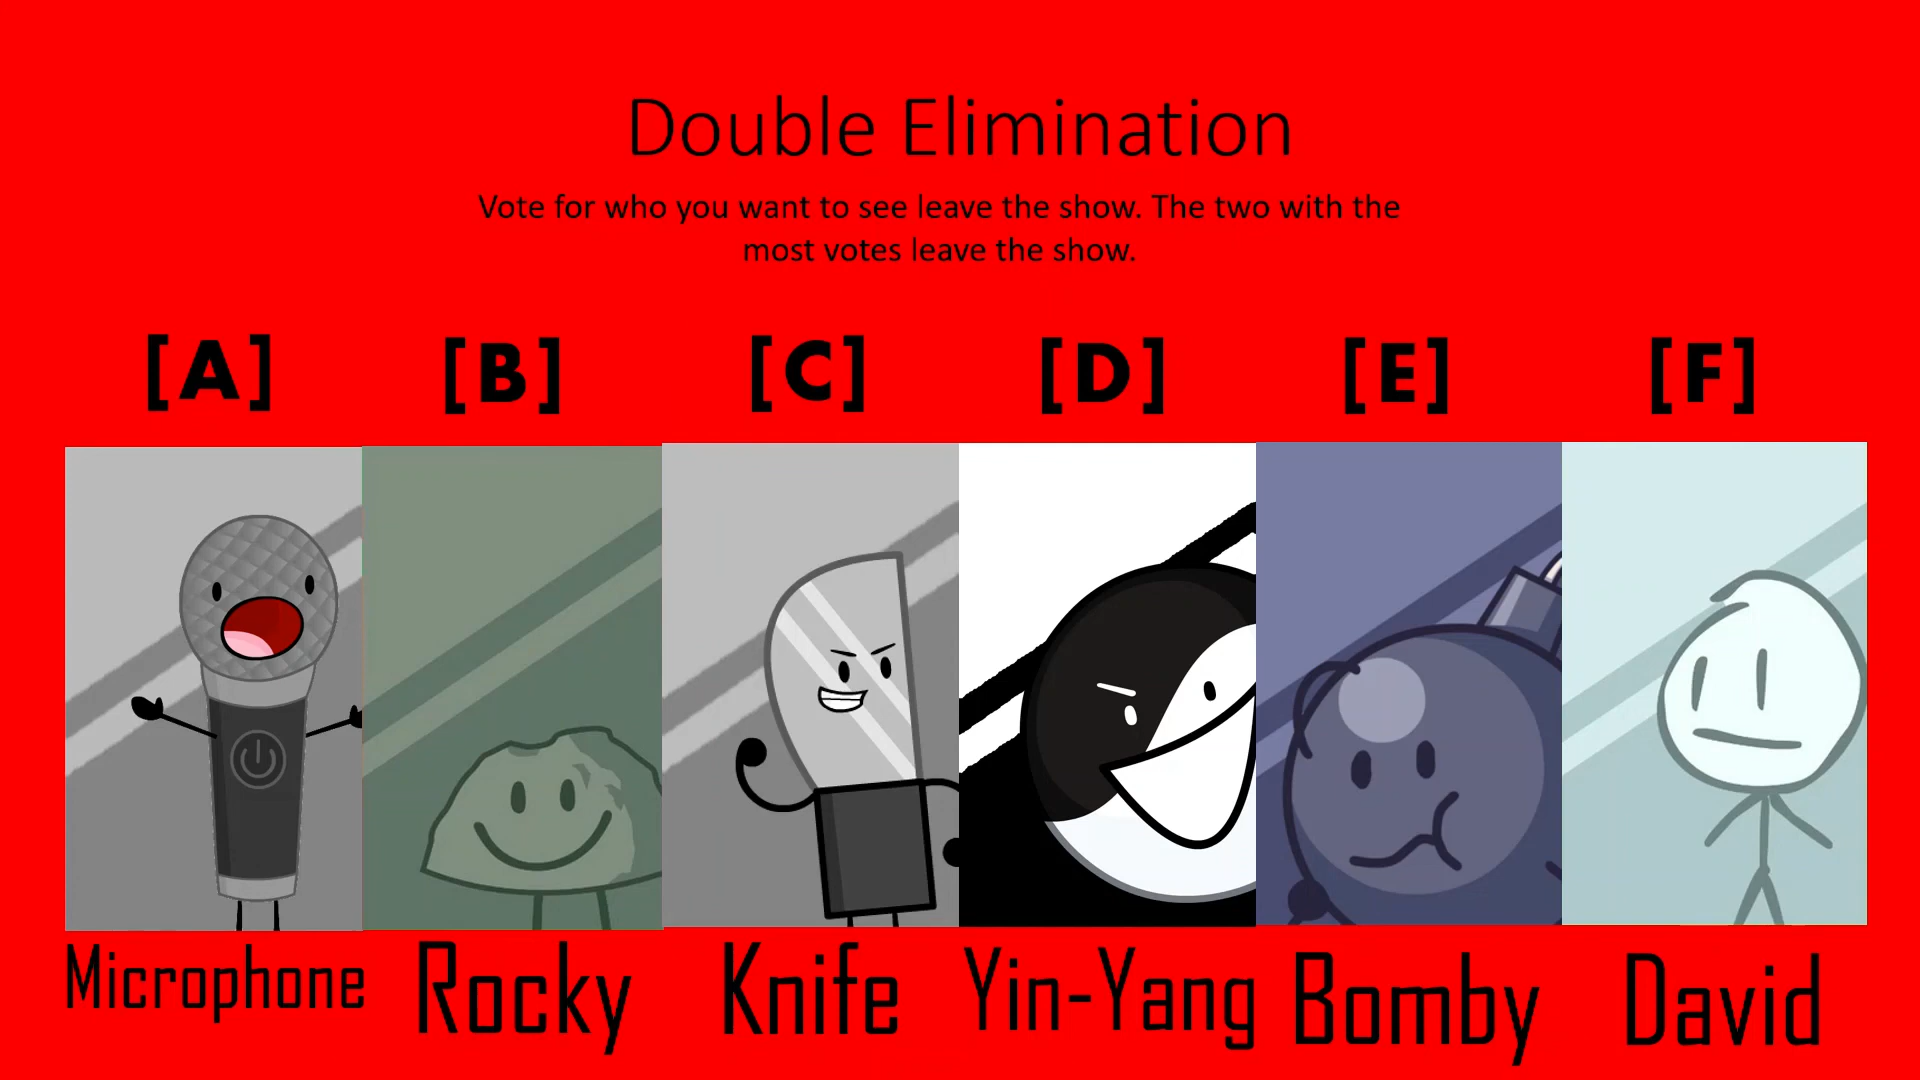 Double Elimination
Vote for who you want to see leave the show. The two with the
most votes leave the show.
[A] [B] [C] [D] [E] [F]
Microphone Rocky Knife Yin-Yang Bomby David